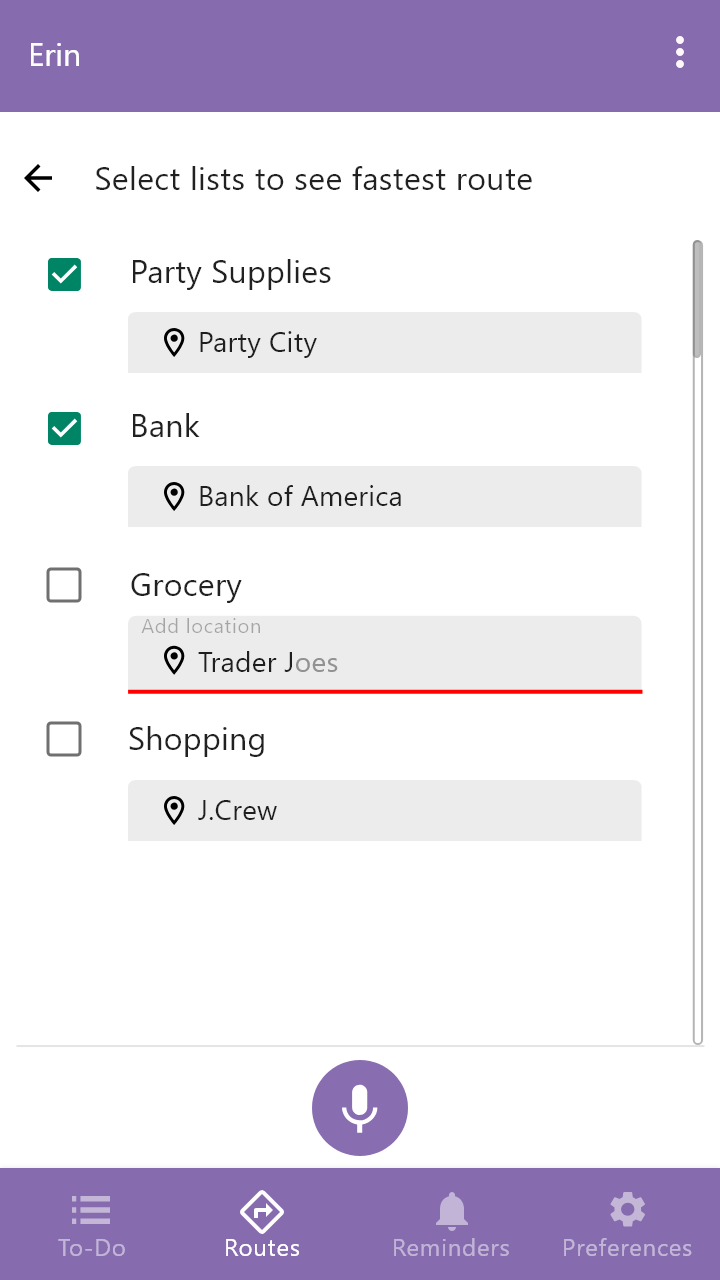 Erin
Select lists to see fastest route
Party Supplies
Party City
Bank
Bank of America
Grocery
Add location
Trader Joes
Shopping
J.Crew
To-Do
Routes
Reminders
Preferences